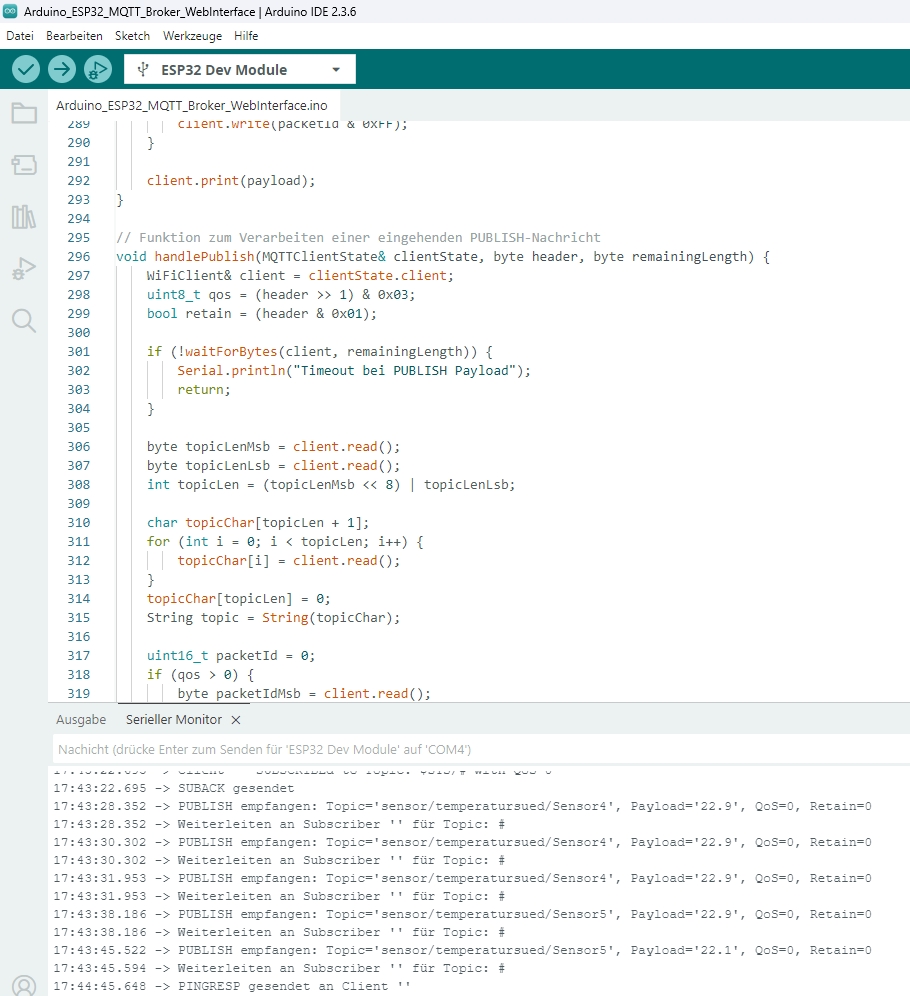 Arduino_ESP32_MQTT_Broker_WebInterface | Arduino IDE 2.3.6
Datei Bearbeiten Sketch Werkzeuge Hilfe
ESP32 Dev Module
Arduino_ESP32_MQTT_Broker_WebInterface.ino
289 client.write(packetId & 0xFF);
290 }
291
292 client.print(payload);
293 }
294
295 // Funktion zum Verarbeiten einer eingehenden PUBLISH-Nachricht
296 void handlePublish(MQTTClientState& clientState, byte header, byte remainingLength) {
297 WiFiClient& client = clientState.client;
298 uint8_t qos = (header >> 1) & 0x03;
299 bool retain = (header & 0x01);
300
301 if (!waitForBytes(client, remainingLength)) {
302 Serial.println("Timeout bei PUBLISH Payload");
303 return;
304 }
305
306 byte topicLenMsb = client.read();
307 byte topicLenLsb = client.read();
308 int topicLen = (topicLenMsb << 8) | topicLenLsb;
309
310 char topicChar[topicLen + 1];
311 for (int i = 0; i < topicLen; i++) {
312 topicChar[i] = client.read();
313 }
314 topicChar[topicLen] = 0;
315 String topic = String(topicChar);
316
317 uint16_t packetId = 0;
318 if (qos > 0) {
319 byte packetIdMsb = client.read();
Ausgabe Serieller Monitor ×
Nachicht (drücke Enter zum Senden für 'ESP32 Dev Module' auf 'COM4')
17:43:22.695 -> Client '' SUBSCRIBEd to Topic: $SYS/# with QoS 0
17:43:22.695 -> SUBACK gesendet
17:43:28.352 -> PUBLISH empfangen: Topic='sensor/temperatursued/Sensor4', Payload='22.9', QoS=0, Retain=0
17:43:28.352 -> Weiterleiten an Subscriber '' für Topic: #
17:43:30.302 -> PUBLISH empfangen: Topic='sensor/temperatursued/Sensor4', Payload='22.9', QoS=0, Retain=0
17:43:30.302 -> Weiterleiten an Subscriber '' für Topic: #
17:43:31.953 -> PUBLISH empfangen: Topic='sensor/temperatursued/Sensor4', Payload='22.9', QoS=0, Retain=0
17:43:31.953 -> Weiterleiten an Subscriber '' für Topic: #
17:43:38.186 -> PUBLISH empfangen: Topic='sensor/temperatursued/Sensor5', Payload='22.9', QoS=0, Retain=0
17:43:38.186 -> Weiterleiten an Subscriber '' für Topic: #
17:43:45.522 -> PUBLISH empfangen: Topic='sensor/temperatursued/Sensor5', Payload='22.1', QoS=0, Retain=0
17:43:45.594 -> Weiterleiten an Subscriber '' für Topic: #
17:44:45.648 -> PINGRESP gesendet an Client ''